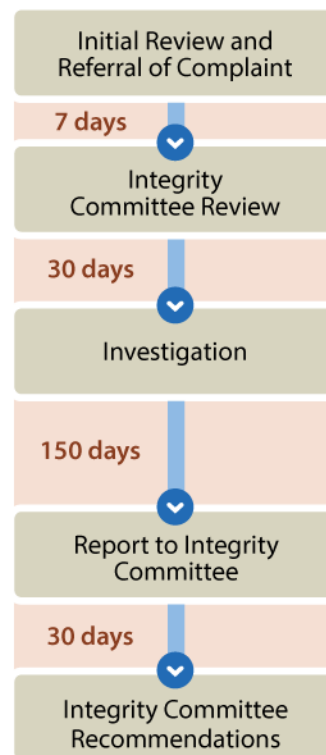 Initial Review and
Referral of Complaint
7 days
Integrity
Committee Review
30 days
Investigation
150 days
Report to Integrity
Committee
30 days
Integrity Committee
Recommendations